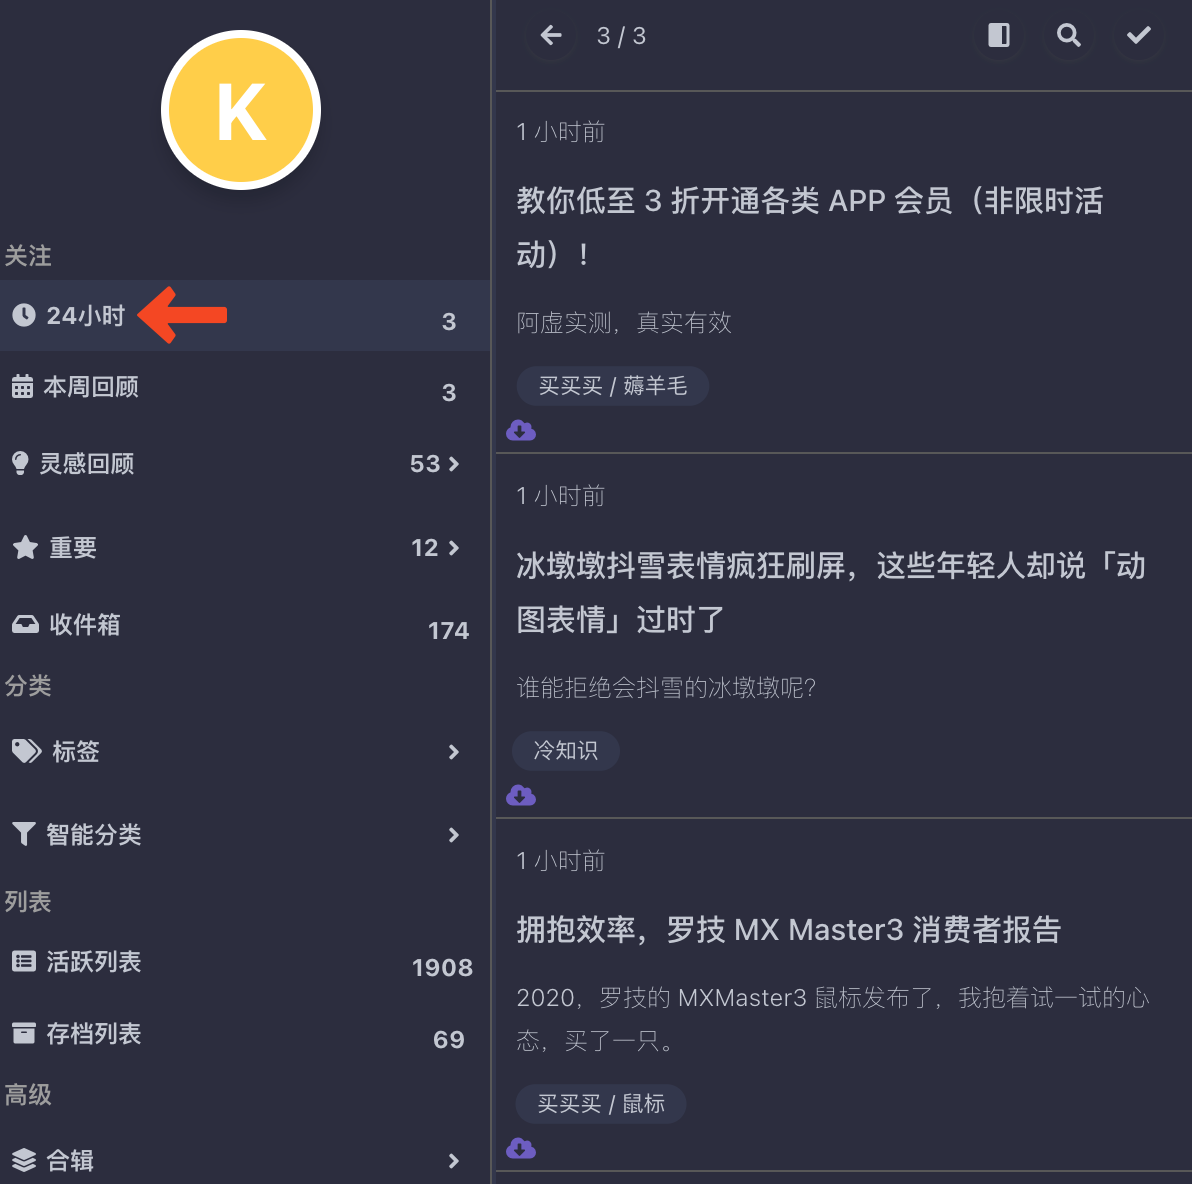 K
关注
24小时
3
本周回顾
3
灵感回顾
53
重要
12
收件箱
174
分类
标签
智能分类
列表
活跃列表
1908
存档列表
69
高级
合辑
3 / 3
1 小时前
教你低至 3 折开通各类 APP 会员（非限时活
动）！
阿虚实测，真实有效
买买买 / 薅羊毛
1 小时前
冰墩墩抖雪表情疯狂刷屏，这些年轻人却说「动
图表情」过时了
谁能拒绝会抖雪的冰墩墩呢？
冷知识
1 小时前
拥抱效率，罗技 MX Master3 消费者报告
2020，罗技的 MXMaster3 鼠标发布了，我抱着试一试的心
态，买了一只。
买买买 / 鼠标